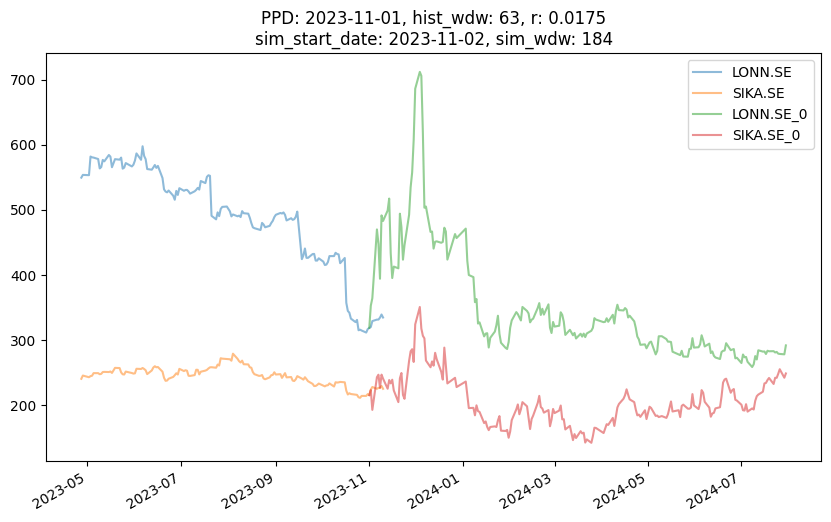 PPD: 2023-11-01, hist_wdw: 63, r: 0.0175
sim_start_date: 2023-11-02, sim_wdw: 184
LONN.SE
SIKA.SE
LONN.SE_0
SIKA.SE_0
700
600
500
400
300
200
2023-05
2023-07
2023-09
2023-11
2024-01
2024-03
2024-05
2024-07